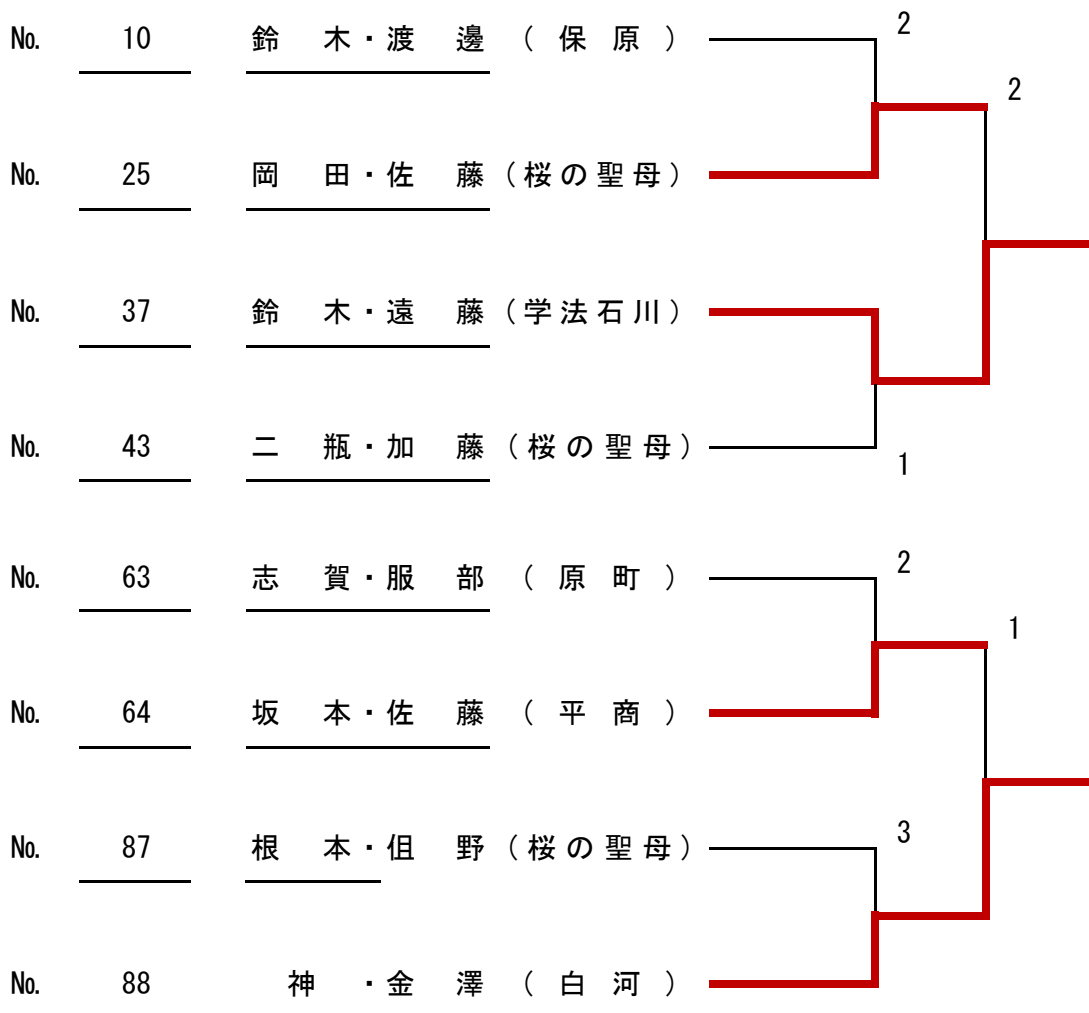 No. 10 鈴 木・渡 邊 ( 保 原 ) 2
2
No. 25 岡 田・佐 藤 (桜の聖母)
No. 37 鈴 木・遠 藤 (学法石川)
No. 43 二 瓶・加 藤 (桜の聖母)
1
No. 63 志 賀・服 部 ( 原 町 ) 2
1
No. 64 坂 本・佐 藤 ( 平 商 )
No. 87 根 本・但 野 (桜の聖母) 3
No. 88 神 ・金 澤 ( 白 河 )